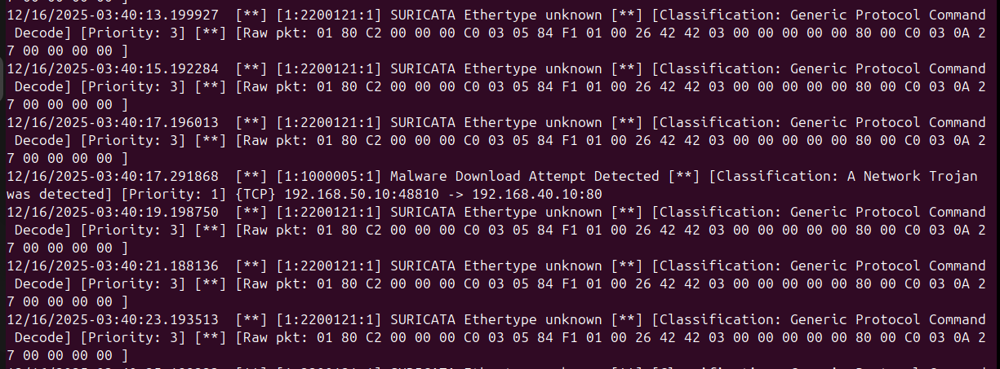 12/16/2025-03:40:13.199927  [**] [1:2200121:1] SURICATA Ethertype unknown [**] [Classification: Generic Protocol Command
 Decode] [Priority: 3] [**] [Raw pkt: 01 80 C2 00 00 00 C0 03 05 84 F1 01 00 26 42 42 03 00 00 00 00 00 80 00 C0 03 0A 2
7 00 00 00 00 ]
12/16/2025-03:40:15.192284  [**] [1:2200121:1] SURICATA Ethertype unknown [**] [Classification: Generic Protocol Command
 Decode] [Priority: 3] [**] [Raw pkt: 01 80 C2 00 00 00 C0 03 05 84 F1 01 00 26 42 42 03 00 00 00 00 00 80 00 C0 03 0A 2
7 00 00 00 00 ]
12/16/2025-03:40:17.196013  [**] [1:2200121:1] SURICATA Ethertype unknown [**] [Classification: Generic Protocol Command
 Decode] [Priority: 3] [**] [Raw pkt: 01 80 C2 00 00 00 C0 03 05 84 F1 01 00 26 42 42 03 00 00 00 00 00 80 00 C0 03 0A 2
7 00 00 00 00 ]
12/16/2025-03:40:17.291868  [**] [1:1000005:1] Malware Download Attempt Detected [**] [Classification: A Network Trojan
was detected] [Priority: 1] {TCP} 192.168.50.10:48810 -> 192.168.40.10:80
12/16/2025-03:40:19.198750  [**] [1:2200121:1] SURICATA Ethertype unknown [**] [Classification: Generic Protocol Command
 Decode] [Priority: 3] [**] [Raw pkt: 01 80 C2 00 00 00 C0 03 05 84 F1 01 00 26 42 42 03 00 00 00 00 00 80 00 C0 03 0A 2
7 00 00 00 00 ]
12/16/2025-03:40:21.188136  [**] [1:2200121:1] SURICATA Ethertype unknown [**] [Classification: Generic Protocol Command
 Decode] [Priority: 3] [**] [Raw pkt: 01 80 C2 00 00 00 C0 03 05 84 F1 01 00 26 42 42 03 00 00 00 00 00 80 00 C0 03 0A 2
7 00 00 00 00 ]
12/16/2025-03:40:23.193513  [**] [1:2200121:1] SURICATA Ethertype unknown [**] [Classification: Generic Protocol Command
 Decode] [Priority: 3] [**] [Raw pkt: 01 80 C2 00 00 00 C0 03 05 84 F1 01 00 26 42 42 03 00 00 00 00 00 80 00 C0 03 0A 2
7 00 00 00 00 ]